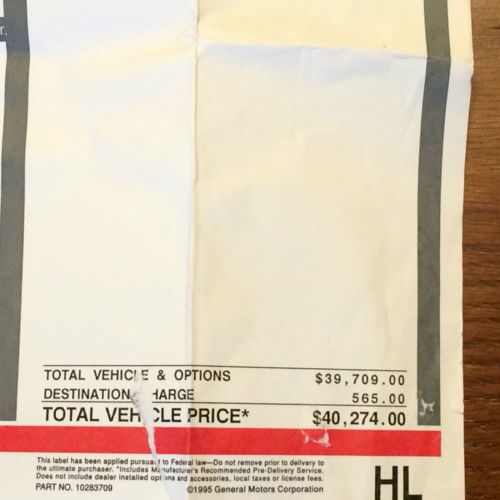 r.
TOTAL VEHICLE & OPTIONS $39,709.00
DESTINATION CHARGE 565.00
TOTAL VEHICLE PRICE* $40,274.00
This label has been applied pursuant to Federal law—Do not remove prior to delivery to
the ultimate purchaser. *Includes Manufacturer's Recommended Pre-Delivery Service.
Does not include dealer installed options and accessories, local taxes or license fees.
PART NO. 10283709 ©1995 General Motors Corporation
HL